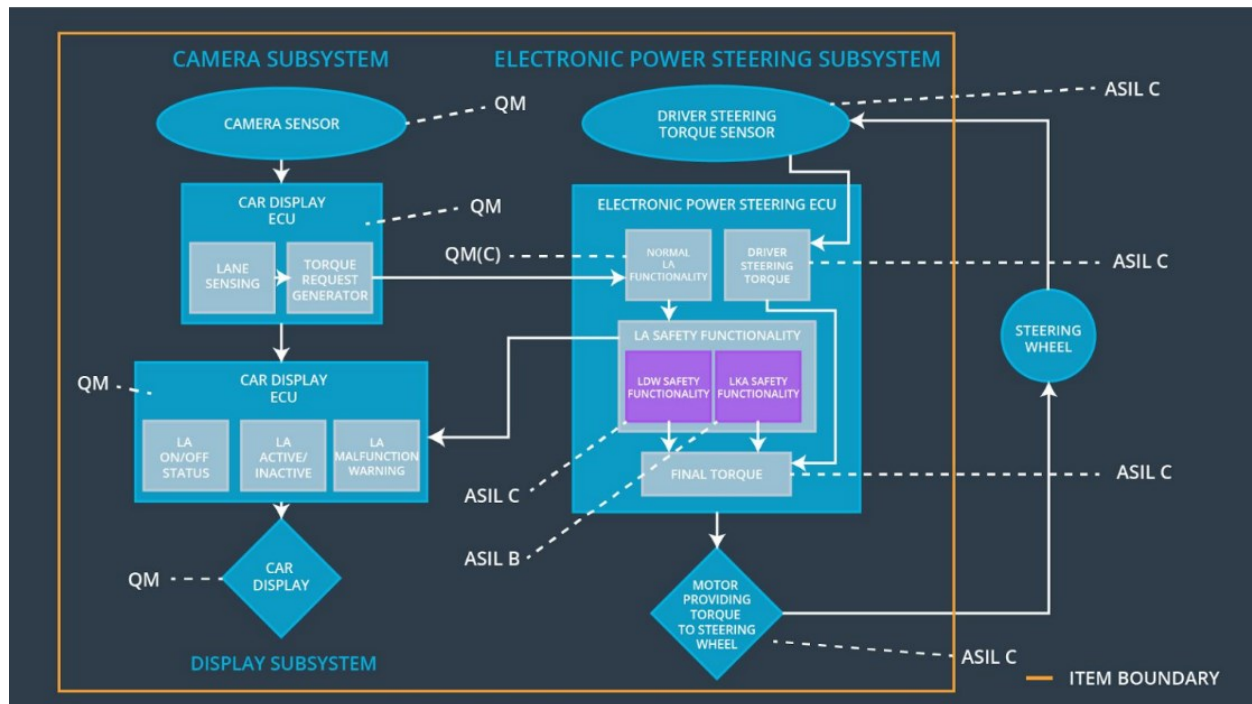 CAMERA SUBSYSTEM
ELECTRONIC POWER STEERING SUBSYSTEM
CAMERA SENSOR
QM
DRIVER STEERING
TORQUE SENSOR
ASIL C
CAR DISPLAY
ECU
QM
LANE
SENSING
TORQUE
REQUEST
GENERATOR
ELECTRONIC POWER STEERING ECU
QM(C)
NORMAL
LA
FUNCTIONALITY
DRIVER
STEERING
TORQUE
ASIL C
STEERING
WHEEL
LA SAFETY FUNCTIONALITY
LDW SAFETY
FUNCTIONALITY
LKA SAFETY
FUNCTIONALITY
QM
CAR DISPLAY
ECU
LA
ON/OFF
STATUS
LA
ACTIVE/
INACTIVE
LA
MALFUNCTION
WARNING
ASIL C
FINAL TORQUE
ASIL C
ASIL B
QM
CAR
DISPLAY
MOTOR
PROVIDING
TORQUE
TO STEERING
WHEEL
ASIL C
DISPLAY SUBSYSTEM
ITEM BOUNDARY